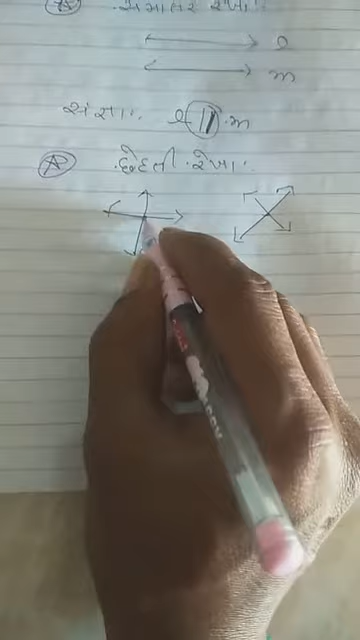 સમાંતર રેખા :
l
m
સંજ્ઞા : l || m
છેદતી રેખા :